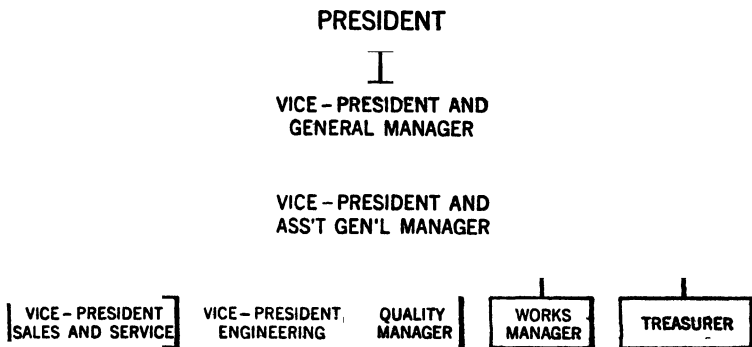 PRESIDENT
VICE-PRESIDENT AND
GENERAL MANAGER
VICE-PRESIDENT AND
ASS'T GEN'L MANAGER
VICE-PRESIDENT
SALES AND SERVICE
VICE-PRESIDENT
ENGINEERING
QUALITY
MANAGER
WORKS
MANAGER
TREASURER